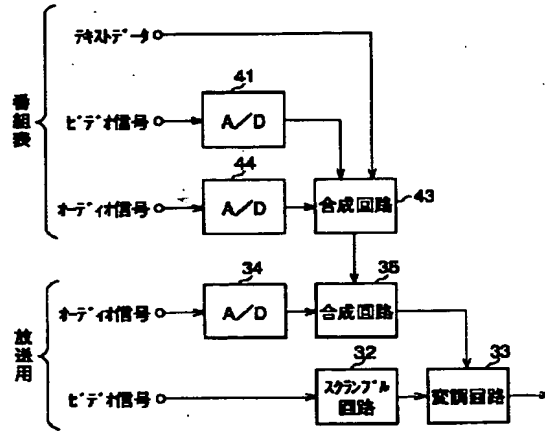 番組表
テキストデータ
ビデオ信号
41
A/D
オーディオ信号
44
A/D
合成回路
43
放送用
オーディオ信号
34
A/D
合成回路
35
ビデオ信号
32
スクランブル
回路
33
変調回路